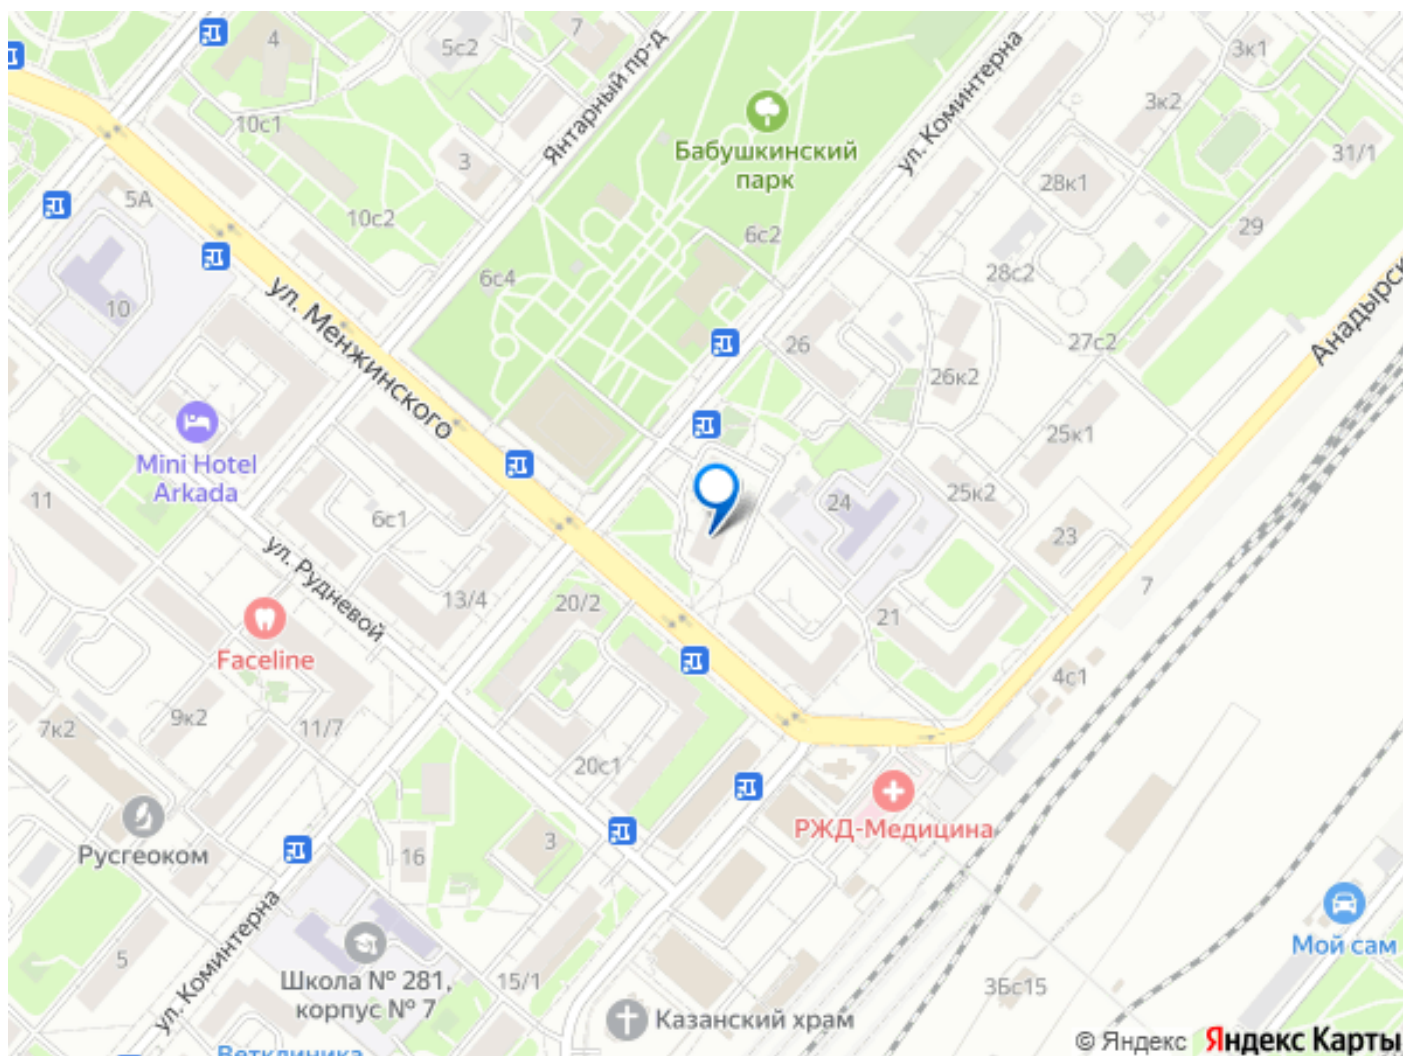 4
5с2
7
Янтарный пр-д
ул. Коминтерна
3к1
3к2
Бабушкинский
парк
10с1
10с2
3
31/1
28к1
29
5А
6с2
6с4
28с2
10
ул. Менжинского
26
27с2
26к2
Анадырск
Mini Hotel
Arkada
25к1
25к2
11
6с1
24
23
ул. Рудневой
13/4
20/2
21
7
Faceline
4с1
7к2
9к2
11/7
20с1
РЖД-Медицина
Русгеоком
16
3
ул. Коминтерна
5
Школа № 281,
корпус № 7
15/1
Мой сам
3Бс15
Казанский храм
Ветклиника
© Яндекс Яндекс Карты